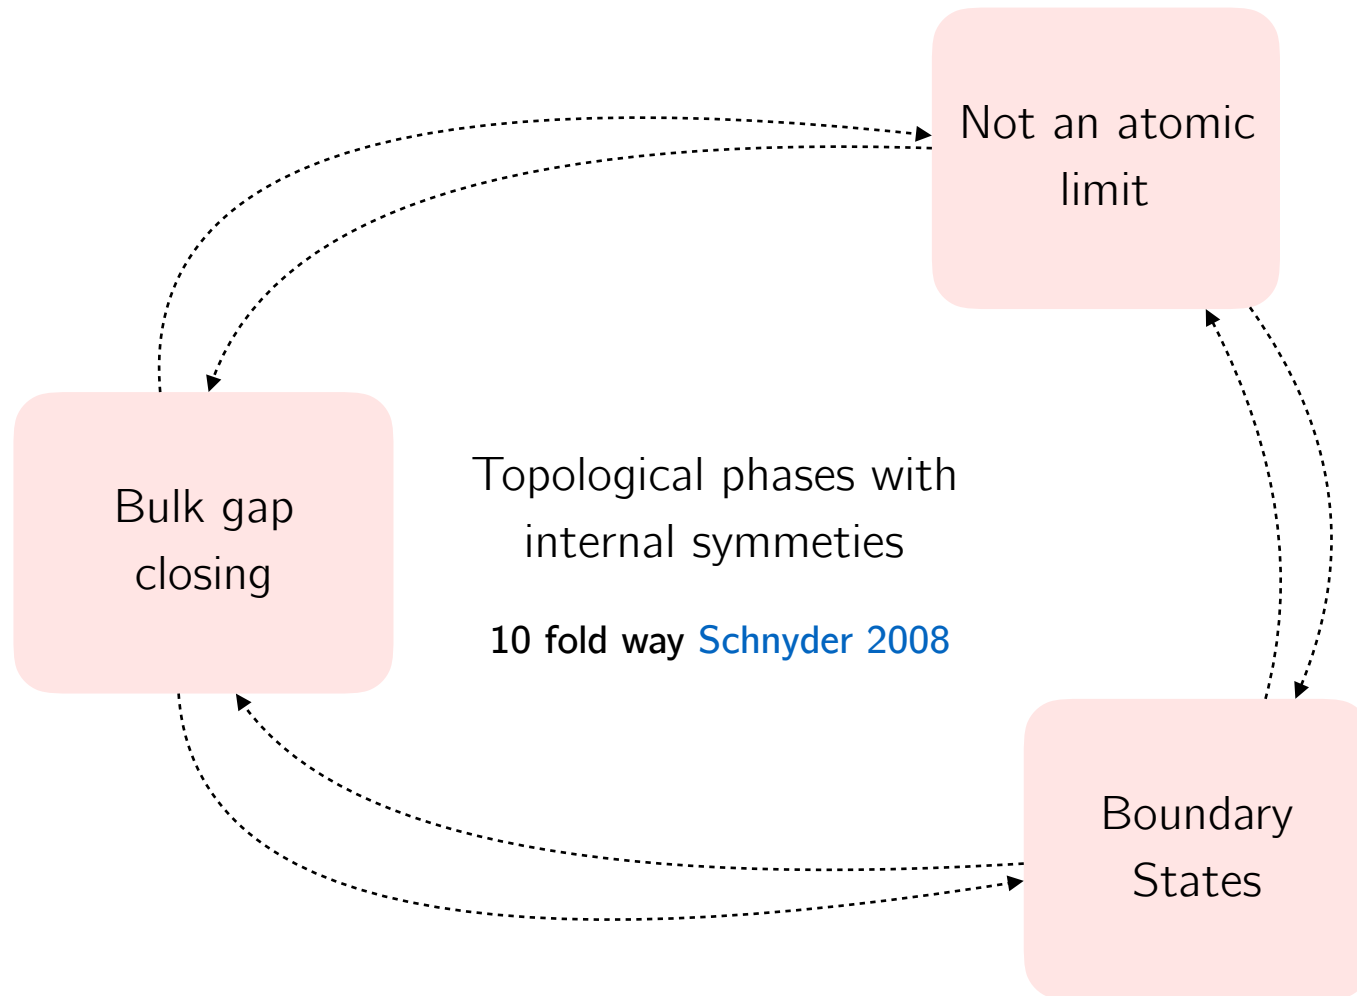 Not an atomic
limit
Bulk gap
closing
Topological phases with
internal symmeties
10 fold way Schnyder 2008
Boundary
States